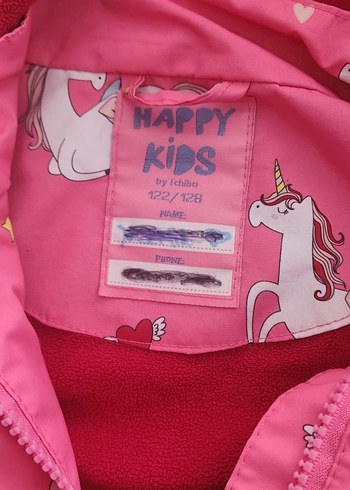 HAPPY
KiDS
by Tchibo
122/128
NAME:
PHONE: